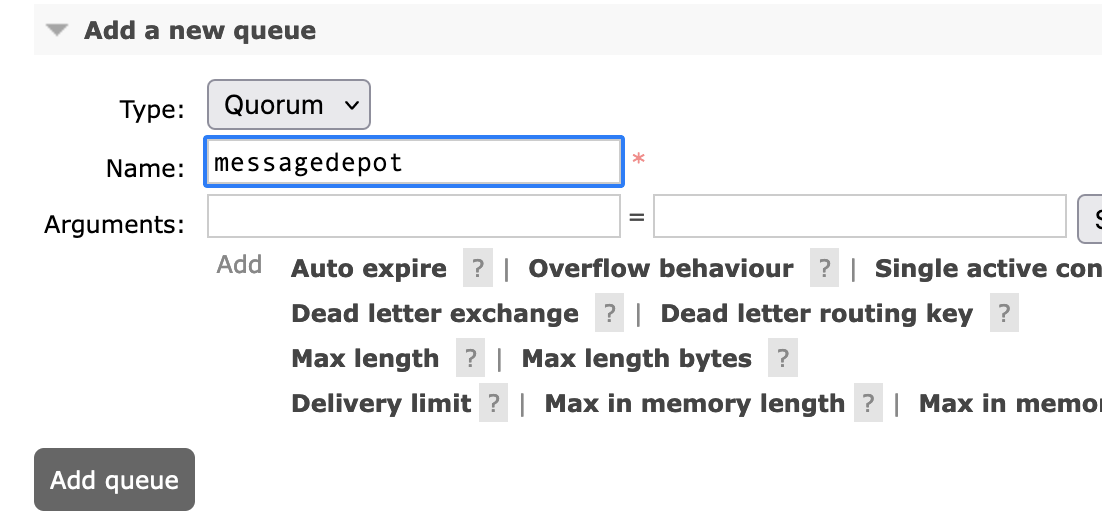 Add a new queue
Type: Quorum
Name: messagedepot *
Arguments: = S
Add Auto expire ? | Overflow behaviour ? | Single active con
Dead letter exchange ? | Dead letter routing key ?
Max length ? | Max length bytes ?
Delivery limit ? | Max in memory length ? | Max in memo
Add queue